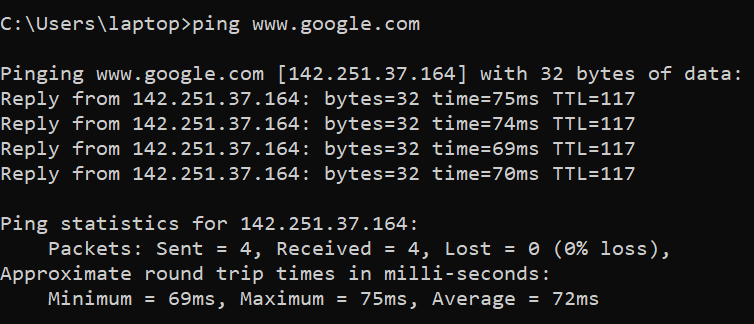 C:\Users\laptop>ping www.google.com
Pinging www.google.com [142.251.37.164] with 32 bytes of data:
Reply from 142.251.37.164: bytes=32 time=75ms TTL=117
Reply from 142.251.37.164: bytes=32 time=74ms TTL=117
Reply from 142.251.37.164: bytes=32 time=69ms TTL=117
Reply from 142.251.37.164: bytes=32 time=70ms TTL=117
Ping statistics for 142.251.37.164:
    Packets: Sent = 4, Received = 4, Lost = 0 (0% loss),
Approximate round trip times in milli-seconds:
    Minimum = 69ms, Maximum = 75ms, Average = 72ms